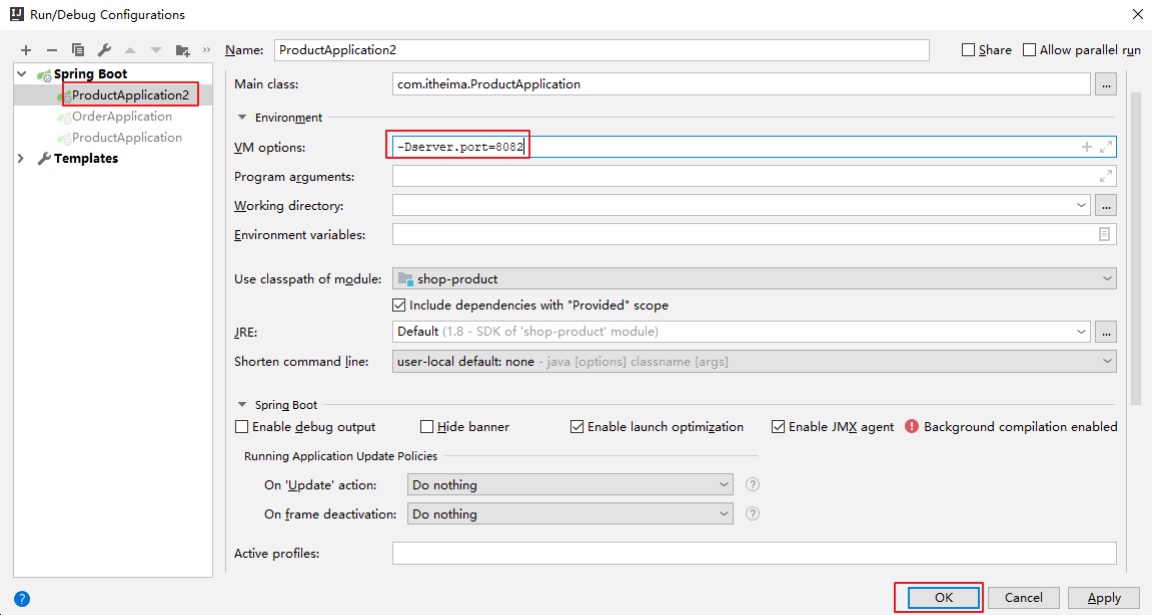 Run/Debug Configurations
Name: ProductApplication2 Share Allow parallel run
Spring Boot
ProductApplication2
OrderApplication
ProductApplication
Templates
Main class: com.itheima.ProductApplication ...
Environment
VM options: -Dserver.port=8082
Program arguments:
Working directory: ...
Environment variables:
Use classpath of module: shop-product
Include dependencies with "Provided" scope
JRE: Default (1.8 - SDK of 'shop-product' module) ...
Shorten command line: user-local default: none - java [options] classname [args]
Spring Boot
Enable debug output Hide banner Enable launch optimization Enable JMX agent Background compilation enabled
Running Application Update Policies
On 'Update' action: Do nothing
On frame deactivation: Do nothing
Active profiles:
OK Cancel Apply